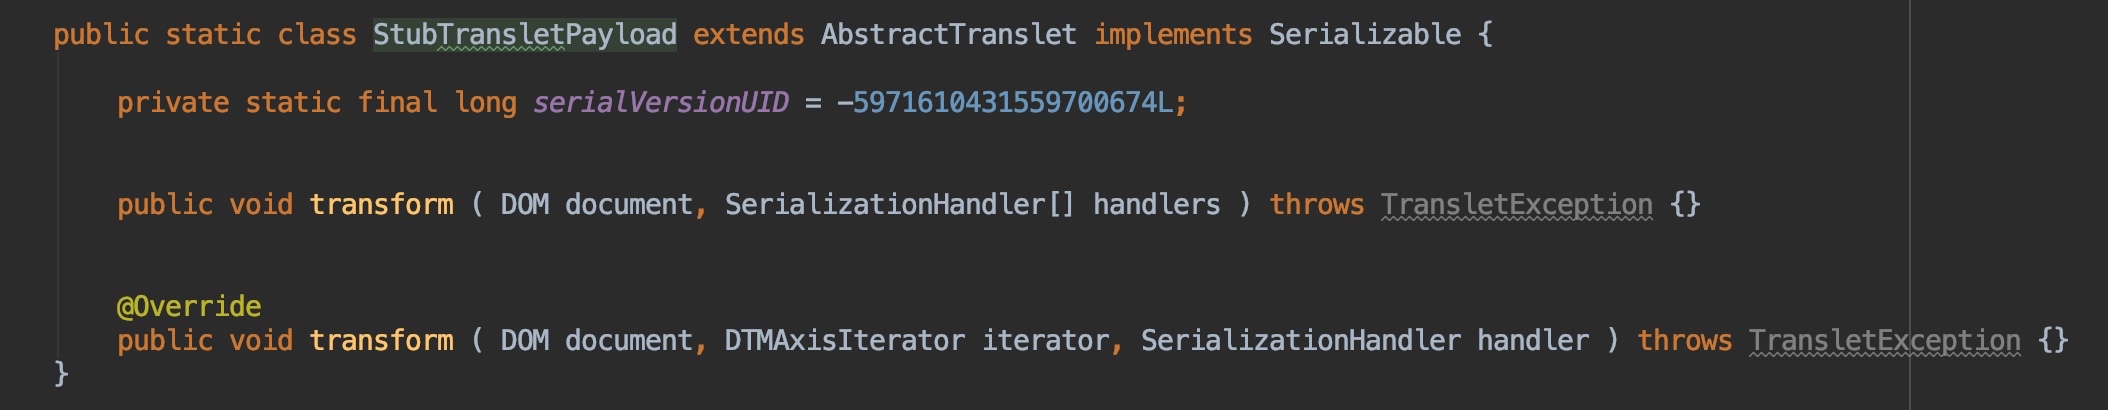 public static class StubTransletPayload extends AbstractTranslet implements Serializable {
private static final long serialVersionUID = -5971610431559700674L;
public void transform ( DOM document, SerializationHandler[] handlers ) throws TransletException {}
@Override
public void transform ( DOM document, DTMAxisIterator iterator, SerializationHandler handler ) throws TransletException {}
}